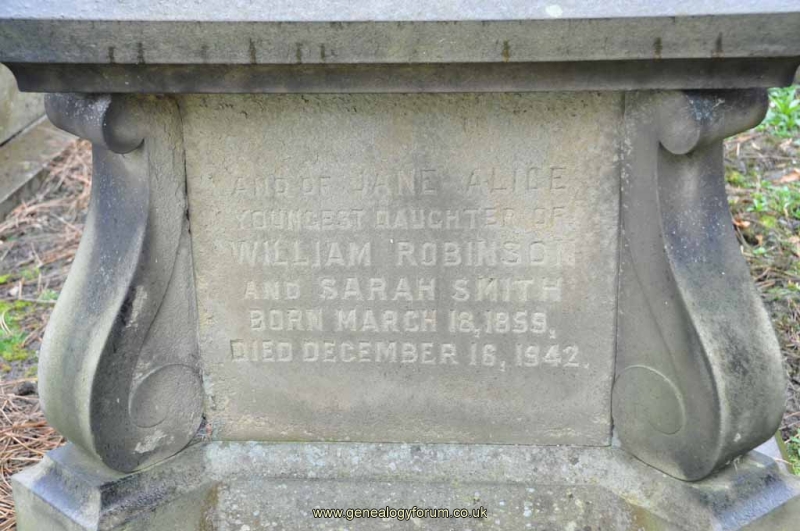 AND OF JANE ALICE
YOUNGEST DAUGHTER OF
WILLIAM ROBINSON
AND SARAH SMITH
BORN MARCH 18, 1859,
DIED DECEMBER 16, 1942.
www.genealogyforum.co.uk